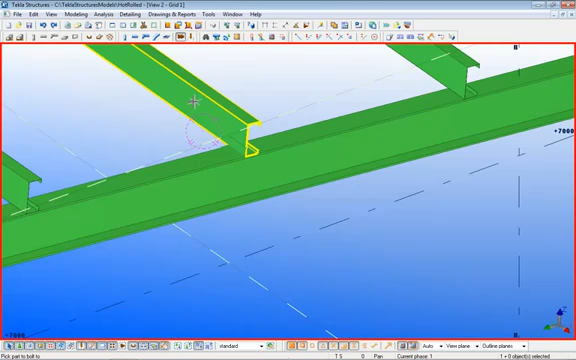 Tekla Structures - C:\TeklaStructuresModels\HotRolled - [View 2 - Grid 1]
File Edit View Modeling Analysis Detailing Drawings & Reports Tools Window Help
B
+7000
z
+7000
B
standard Auto View plane Outline planes
Pick part to bolt to T S 0 Pan Current phase: 1 1 + 0 object(s) selected